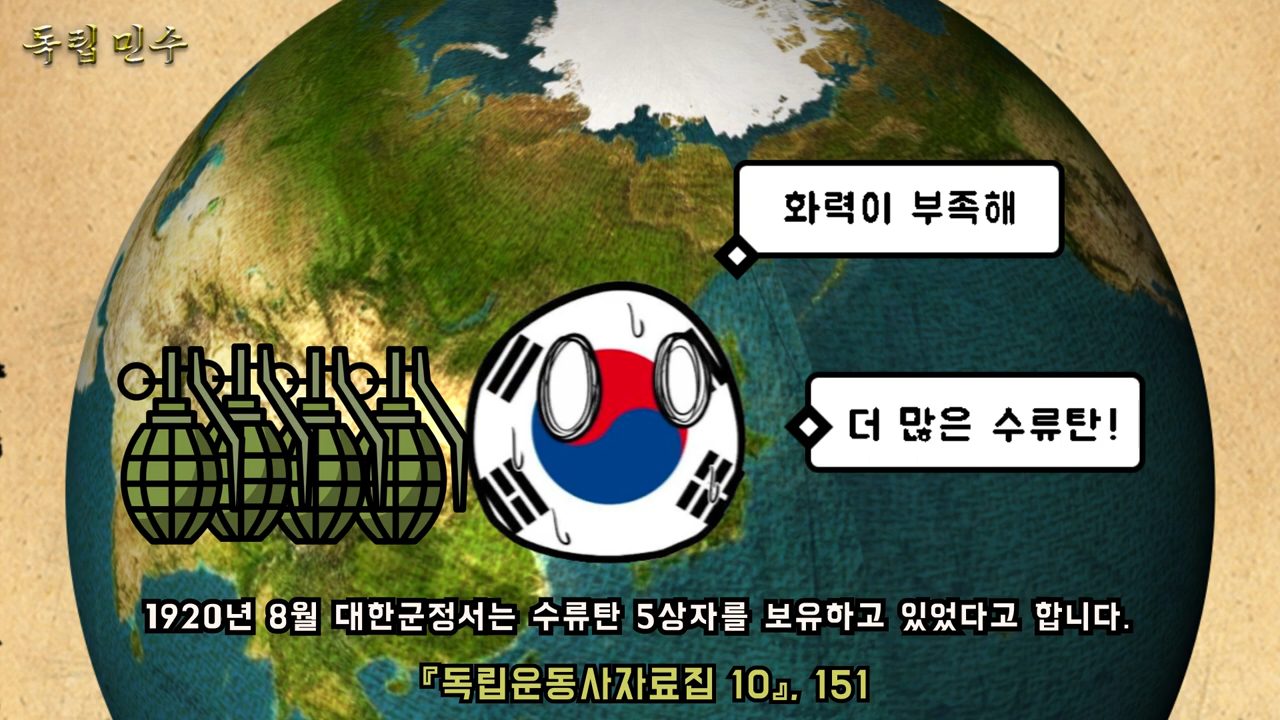 독립 민수
화력이 부족해
더 많은 수류탄!
1920년 8월 대한군정서는 수류탄 5상자를 보유하고 있었다고 합니다.
『독립운동사자료집 10』, 151